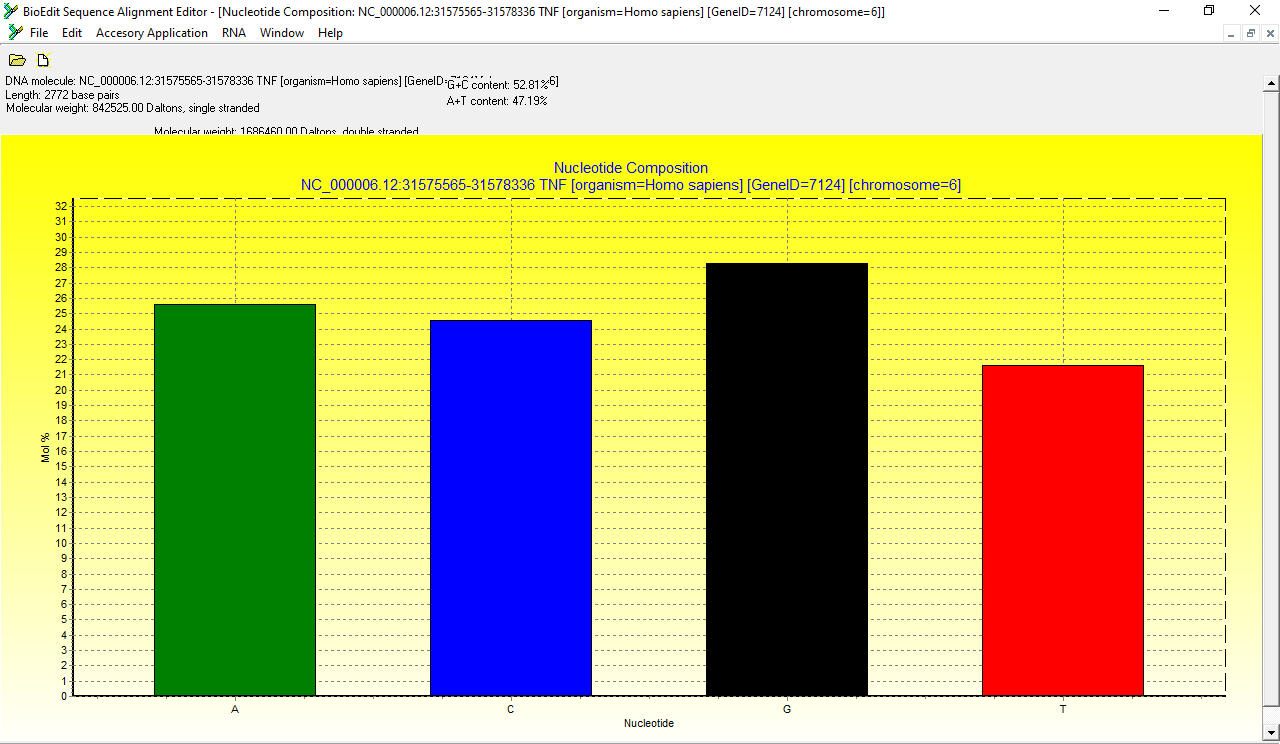 BioEdit Sequence Alignment Editor - [Nucleotide Composition: NC_000006.12:31575565-31578336 TNF [organism=Homo sapiens] [GeneID=7124] [chromosome=6]]
File Edit Accesory Application RNA Window Help
DNA molecule: NC_000006.12:31575565-31578336 TNF [organism=Homo sapiens] [GeneID= 6]
G+C content: 52.81%
Length: 2772 base pairs
A+T content: 47.19%
Molecular weight: 842525.00 Daltons, single stranded
Molecular weight: 1686460.00 Daltons, double stranded
Nucleotide Composition
NC_000006.12:31575565-31578336 TNF [organism=Homo sapiens] [GeneID=7124] [chromosome=6]
32
31
30
29
28
27
26
25
24
23
22
21
20
19
18
17
16
15
14
13
12
11
10
9
8
7
6
5
4
3
2
1
0
Mol %
A C G T
Nucleotide